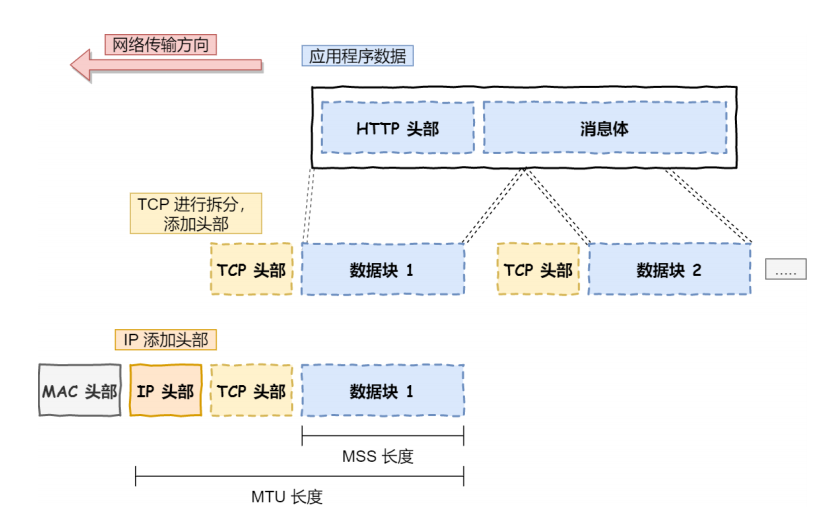 网络传输方向
应用程序数据
HTTP 头部
消息体
TCP 进行拆分，
添加头部
TCP 头部
数据块 1
TCP 头部
数据块 2
.....
IP 添加头部
MAC 头部
IP 头部
TCP 头部
数据块 1
MSS 长度
MTU 长度